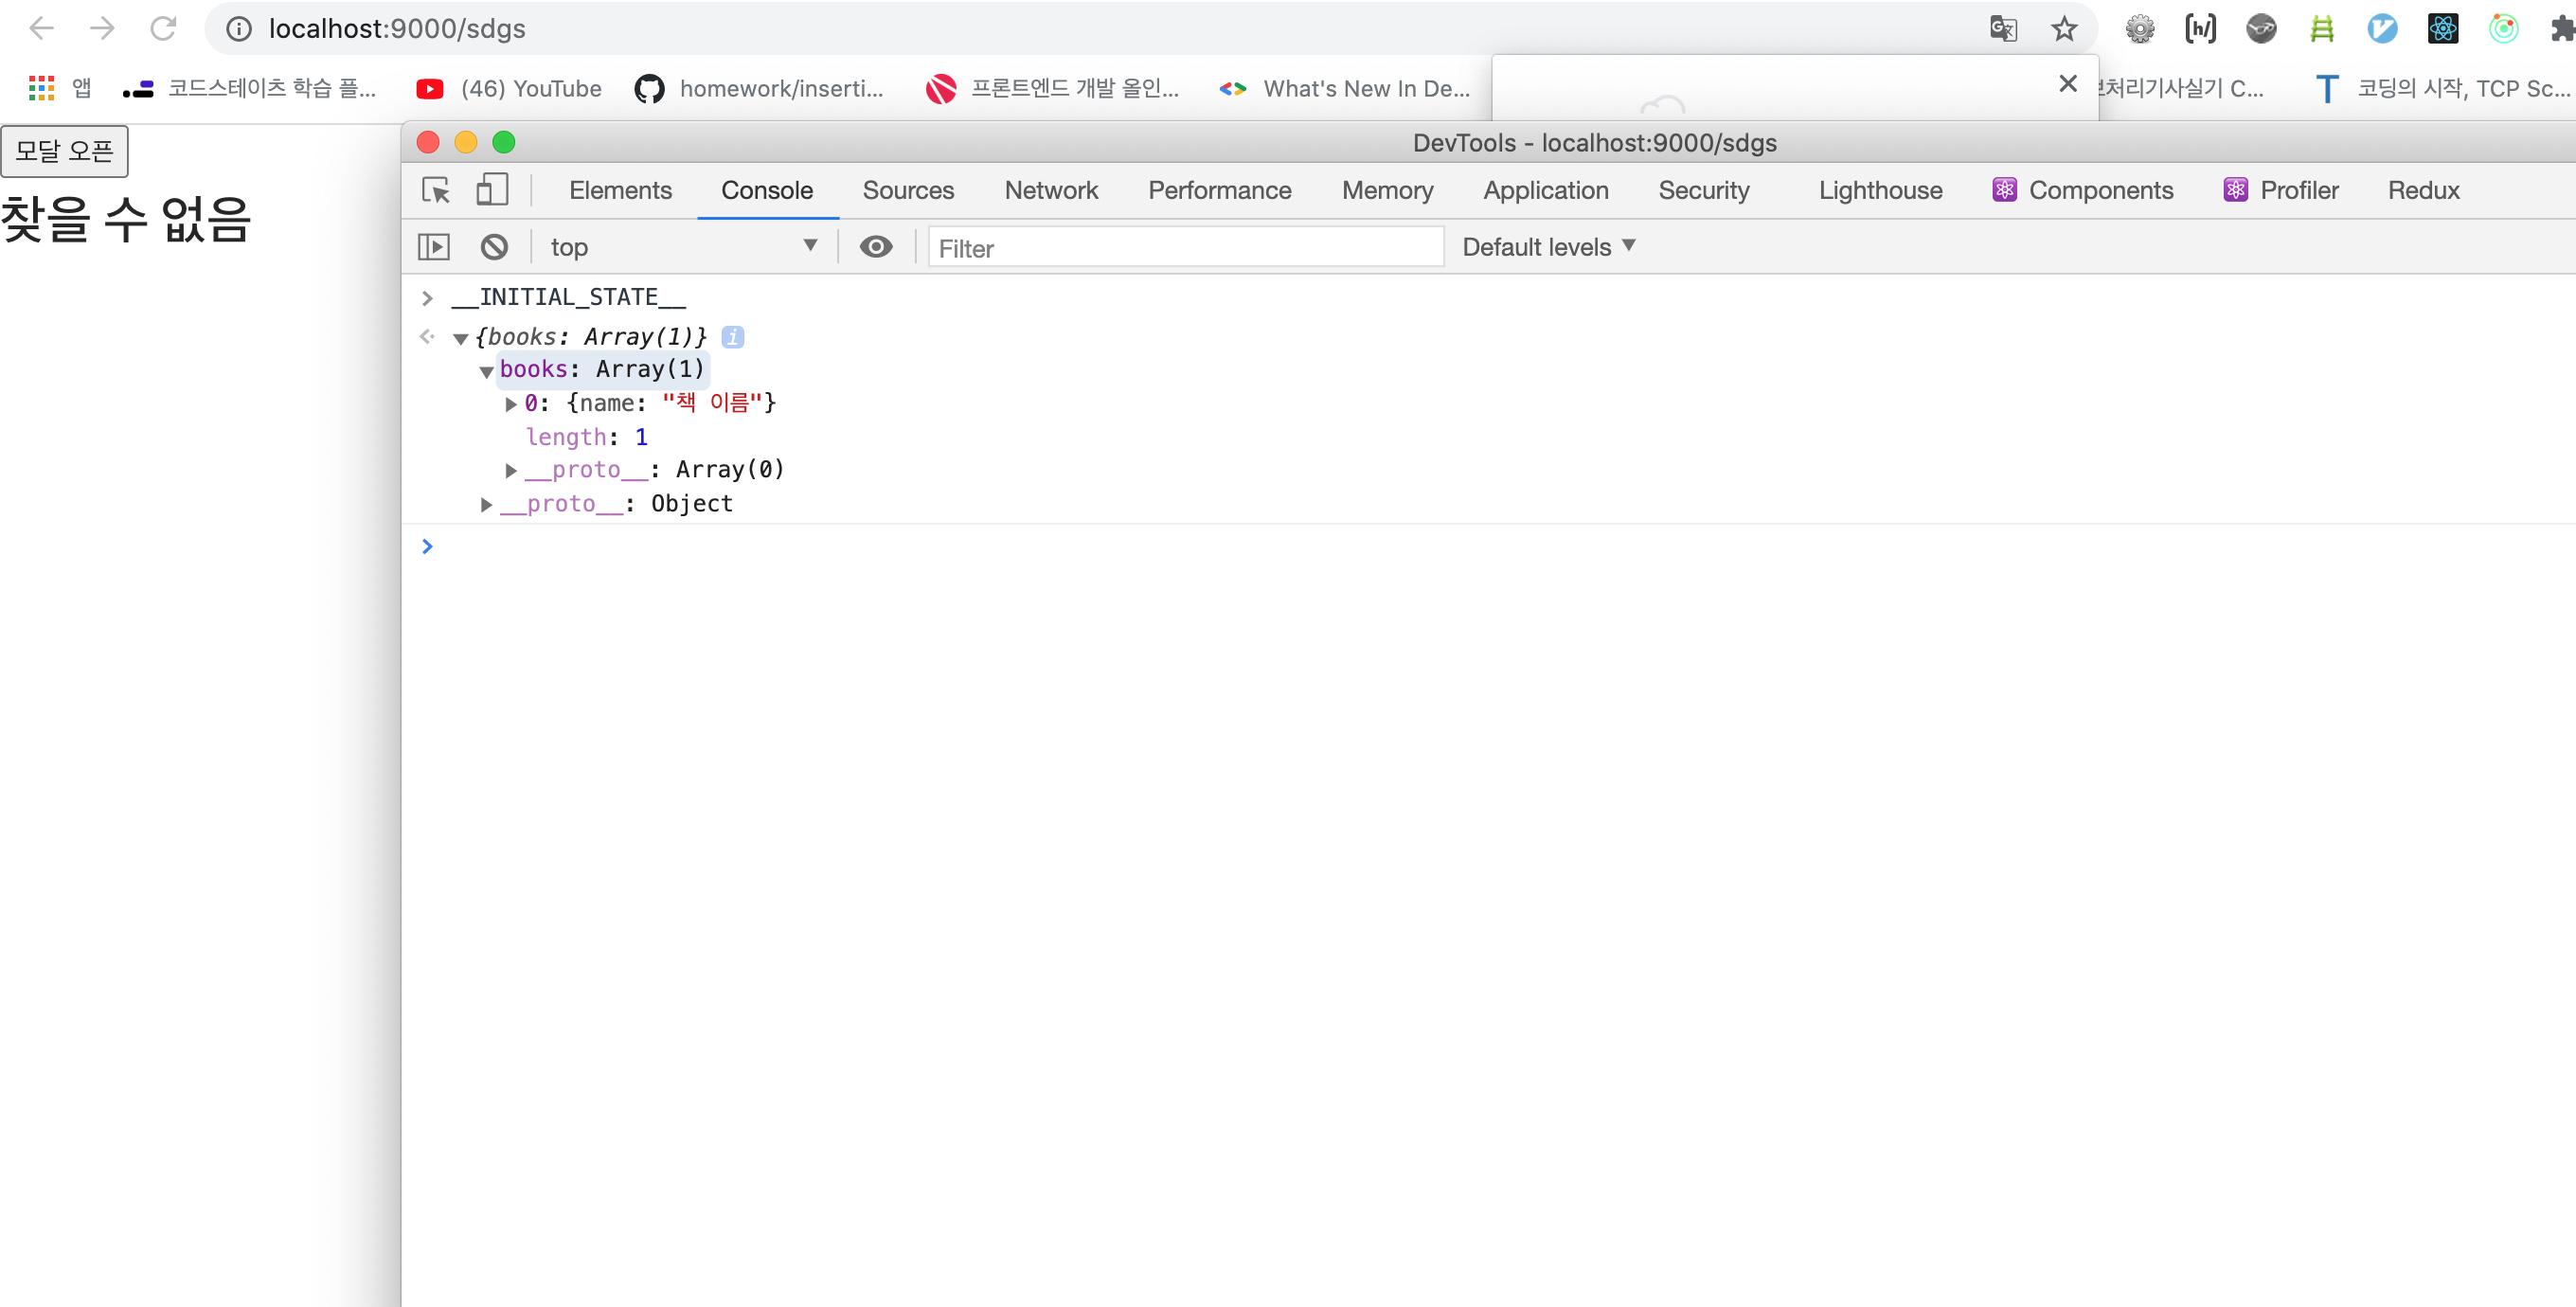 localhost:9000/sdgs
앱 코드스테이츠 학습 플... (46) YouTube homework/inserti... 프론트엔드 개발 올인... What's New In De... 처리기사실기 C... 코딩의 시작, TCP Sc...
모달 오픈
찾을 수 없음
DevTools - localhost:9000/sdgs
Elements Console Sources Network Performance Memory Application Security Lighthouse Components Profiler Redux
top Filter Default levels
__INITIAL_STATE__
{books: Array(1)}
books: Array(1)
0: {name: "책 이름"}
length: 1
__proto__: Array(0)
__proto__: Object